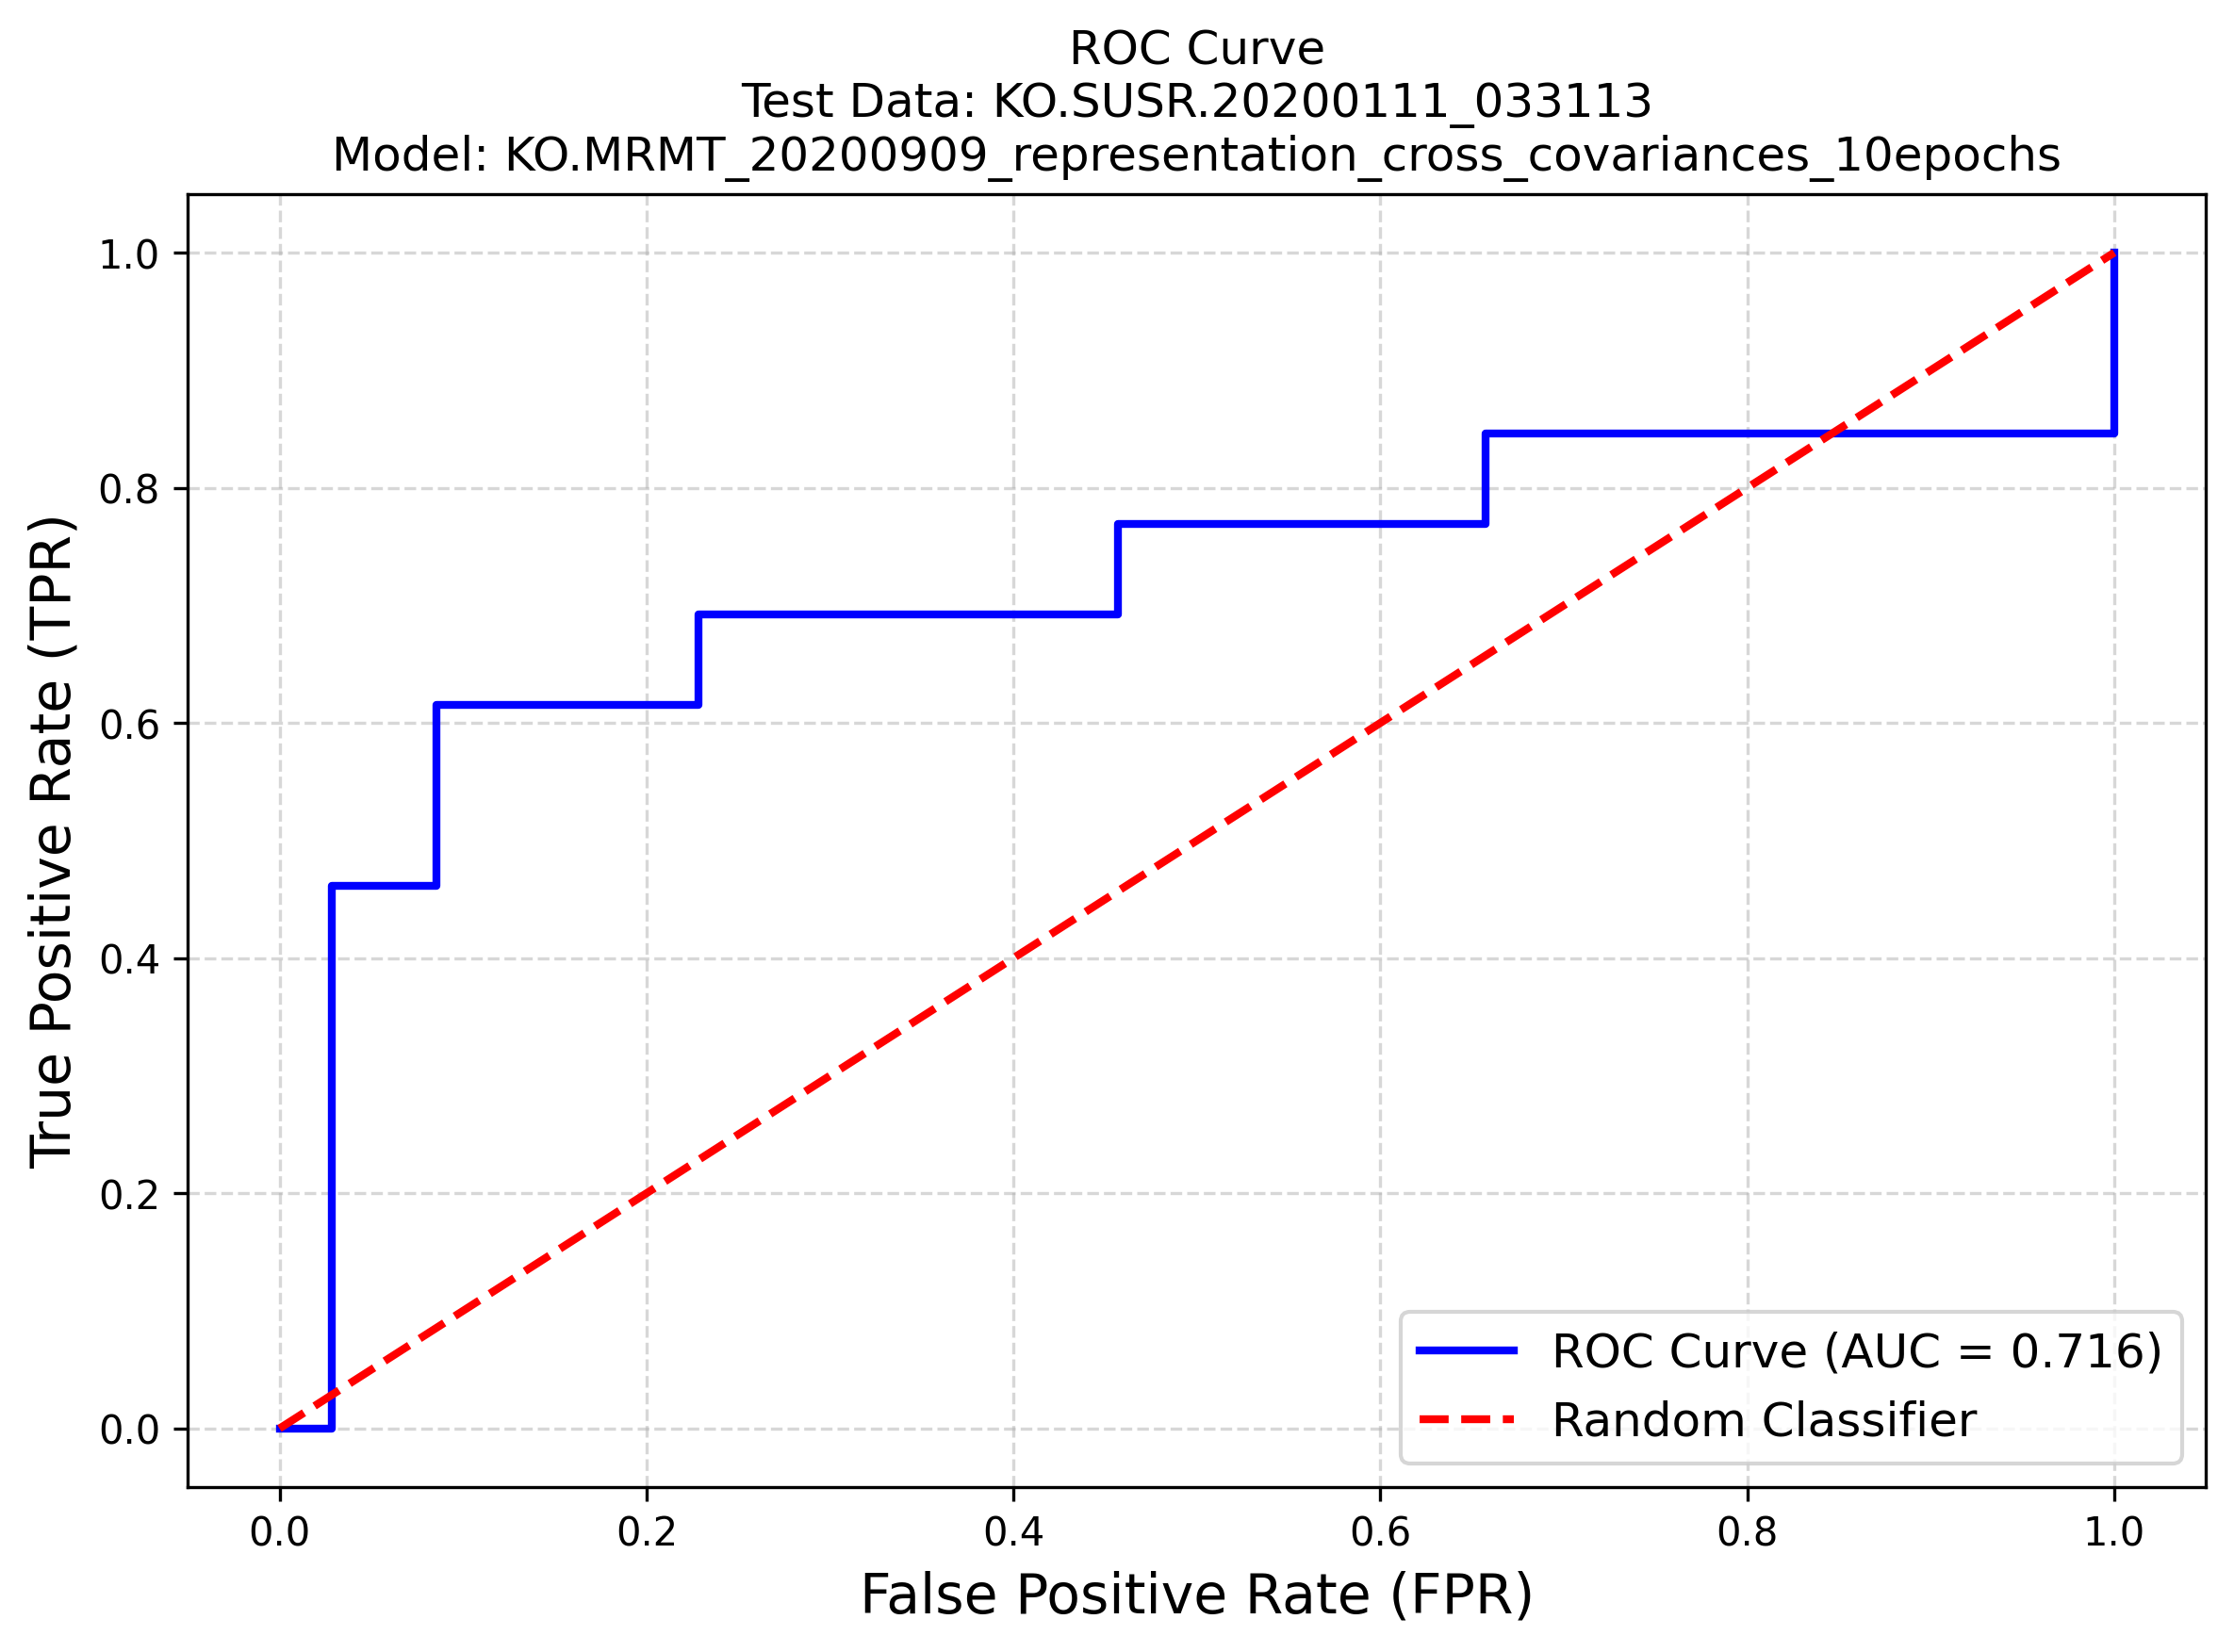 ROC Curve
Test Data: KO.SUSR.20200111_033113
Model: KO.MRMT_20200909_representation_cross_covariances_10epochs
True Positive Rate (TPR)
1.0
0.8
0.6
0.4
0.2
0.0
ROC Curve (AUC = 0.716)
Random Classifier
0.0 0.2 0.4 0.6 0.8 1.0
False Positive Rate (FPR)